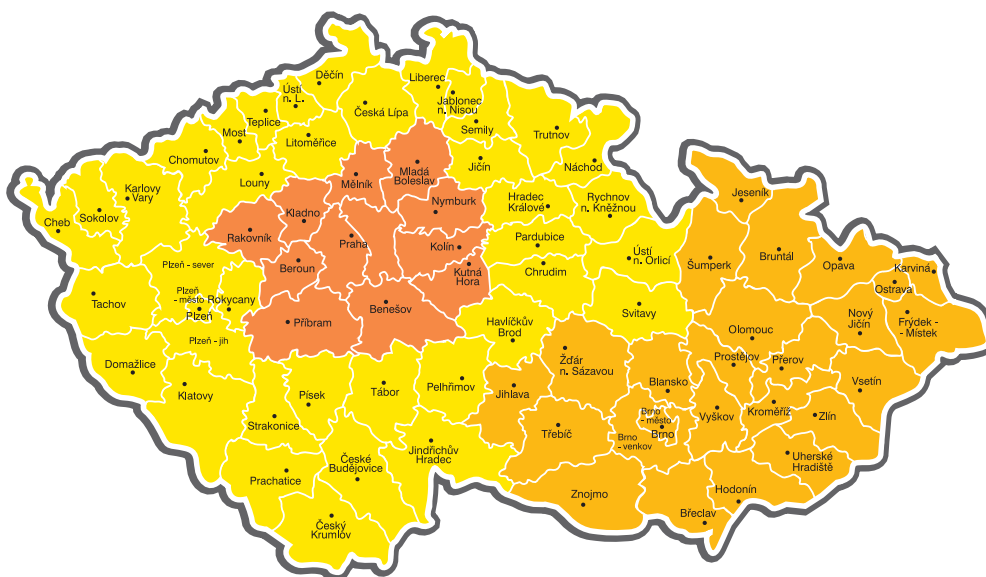 Děčín
Ústí
n. L.
Teplice
Most
Chomutov
Litoměřice
Louny
Česká Lípa
Liberec
Jablonec
n. Nisou
Semily
Jičín
Trutnov
Náchod
Hradec
Králové
Rychnov
n. Kněžnou
Pardubice
Chrudim
Ústí
n. Orlicí
Svitavy
Karlovy
Vary
Sokolov
Cheb
Tachov
Plzeň - sever
Plzeň
- město
Plzeň
Rokycany
Plzeň - jih
Domažlice
Klatovy
Mělník
Mladá
Boleslav
Nymburk
Kladno
Rakovník
Praha
Kolín
Beroun
Kutná
Hora
Benešov
Příbram
Havlíčkův
Brod
Pelhřimov
Tábor
Písek
Strakonice
Prachatice
České
Budějovice
Jindřichův
Hradec
Český
Krumlov
Jihlava
Žďár
n. Sázavou
Třebíč
Znojmo
Blansko
Brno
- město
Brno
Brno
- venkov
Vyškov
Břeclav
Hodonín
Uherské
Hradiště
Zlín
Kroměříž
Vsetín
Přerov
Prostějov
Olomouc
Šumperk
Jeseník
Bruntál
Opava
Karviná
Ostrava
Nový
Jičín
Frýdek -
- Místek